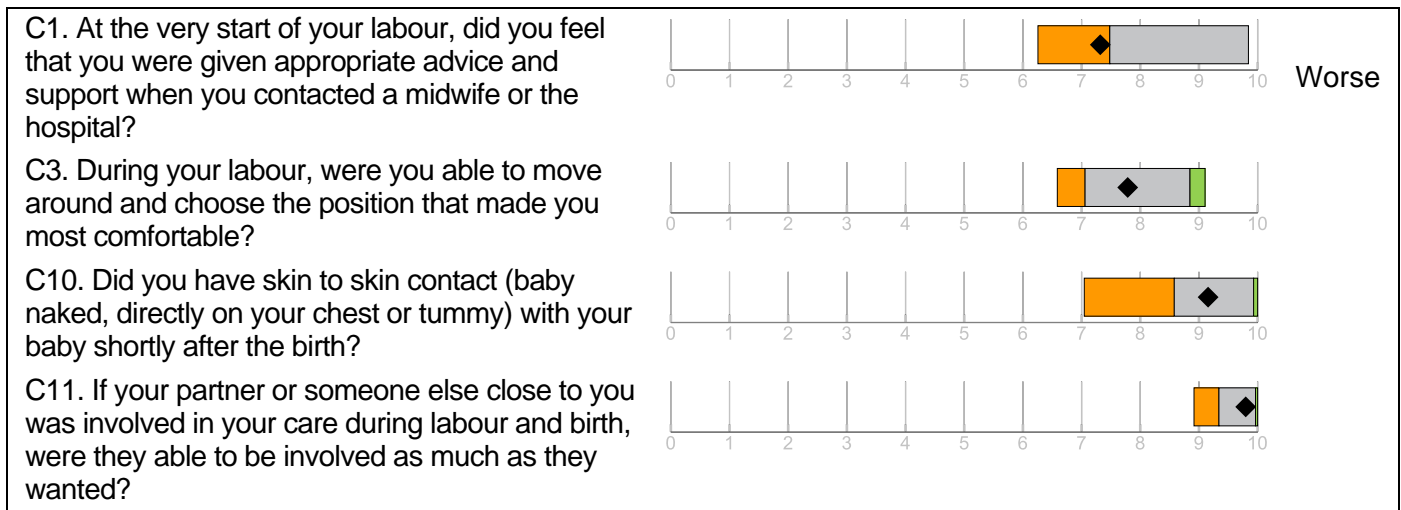 C1. At the very start of your labour, did you feel
that you were given appropriate advice and
support when you contacted a midwife or the
hospital?
0 1 2 3 4 5 6 7 8 9 10
Worse
C3. During your labour, were you able to move
around and choose the position that made you
most comfortable?
0 1 2 3 4 5 6 7 8 9 10
C10. Did you have skin to skin contact (baby
naked, directly on your chest or tummy) with your
baby shortly after the birth?
0 1 2 3 4 5 6 7 8 9 10
C11. If your partner or someone else close to you
was involved in your care during labour and birth,
were they able to be involved as much as they
wanted?
0 1 2 3 4 5 6 7 8 9 10